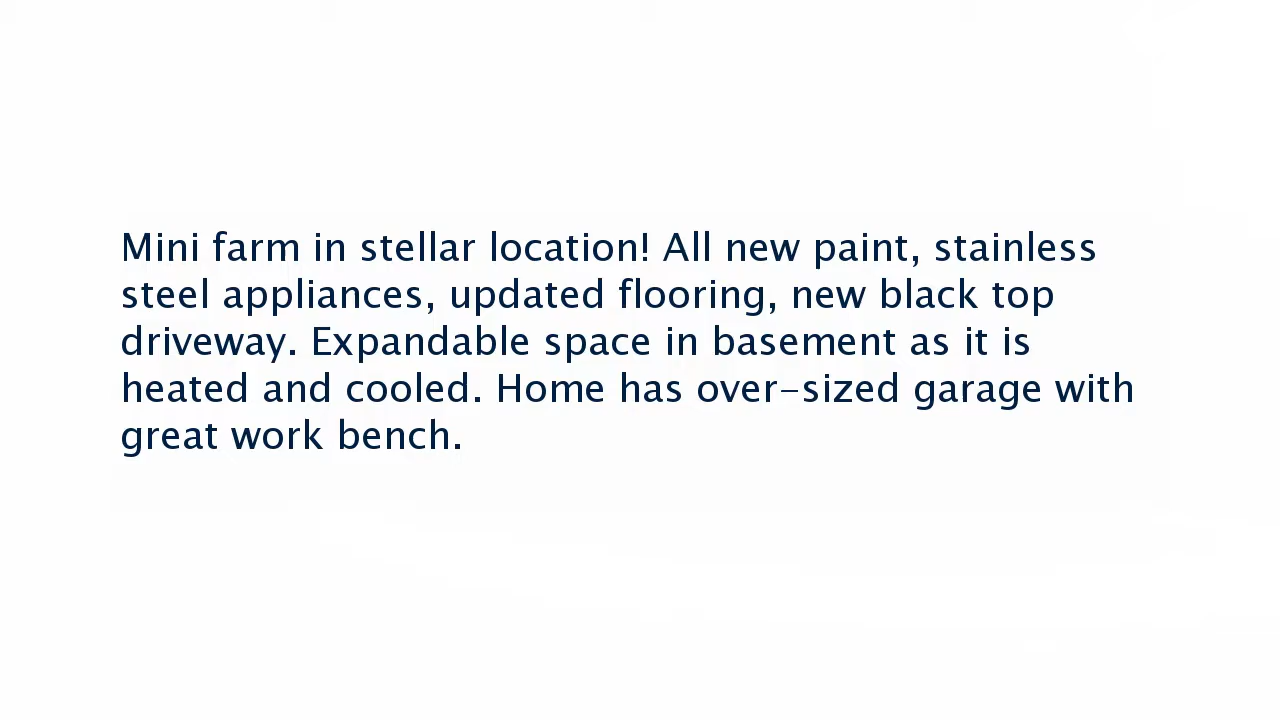 Mini farm in stellar location! All new paint, stainless
steel appliances, updated flooring, new black top
driveway. Expandable space in basement as it is
heated and cooled. Home has over-sized garage with
great work bench.